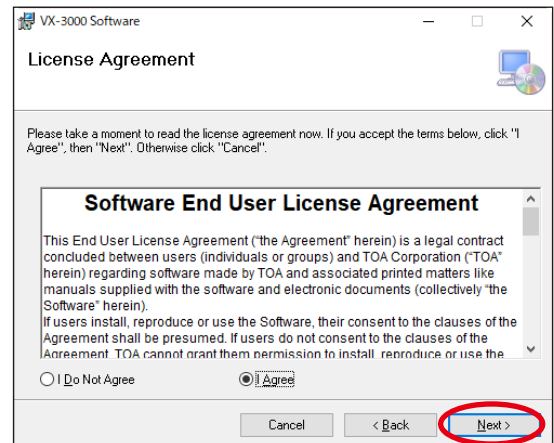 VX-3000 Software
License Agreement
Please take a moment to read the license agreement now. If you accept the terms below, click "I
Agree", then "Next". Otherwise click "Cancel".
Software End User License Agreement
This End User License Agreement ("the Agreement" herein) is a legal contract
concluded between users (individuals or groups) and TOA Corporation ("TOA"
herein) regarding software made by TOA and associated printed matters like
manuals supplied with the software and electronic documents (collectively "the
Software" herein).
If users install, reproduce or use the Software, their consent to the clauses of the
Agreement shall be presumed. If users do not consent to the clauses of the
Agreement, TOA cannot grant them permission to install, reproduce or use the
I Do Not Agree
I Agree
Cancel
< Back
Next >